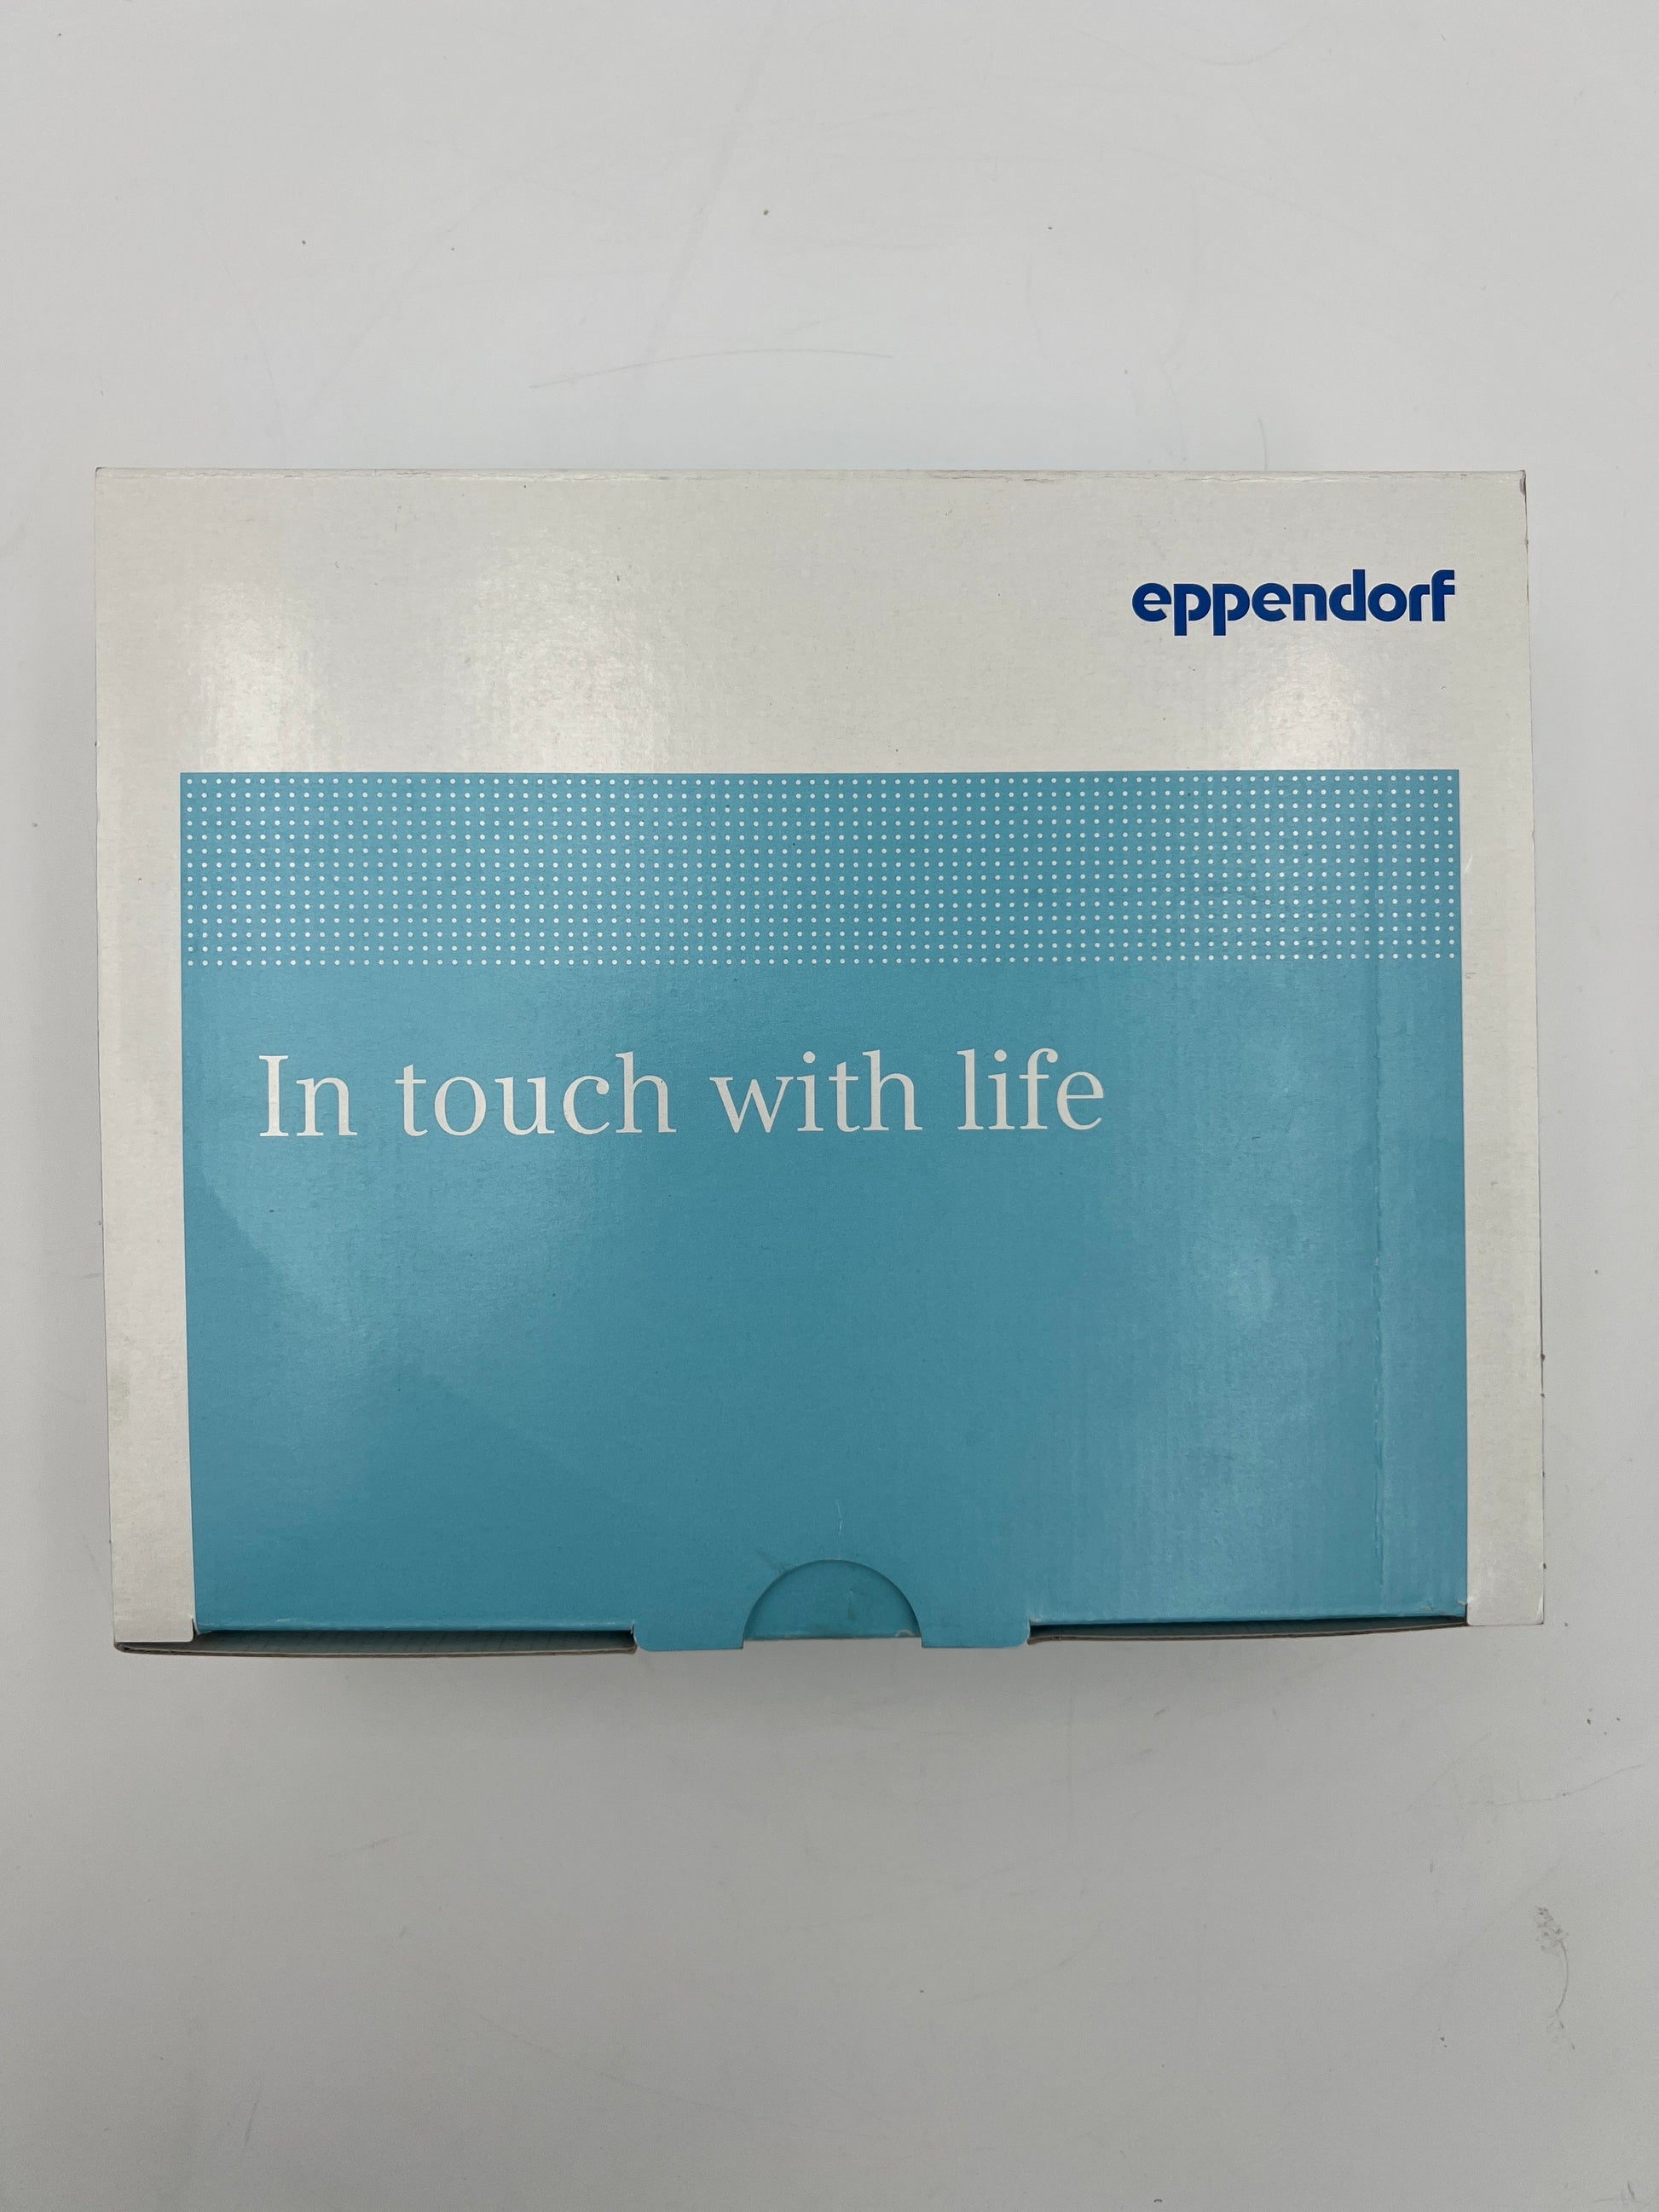 eppendorf
In touch with life